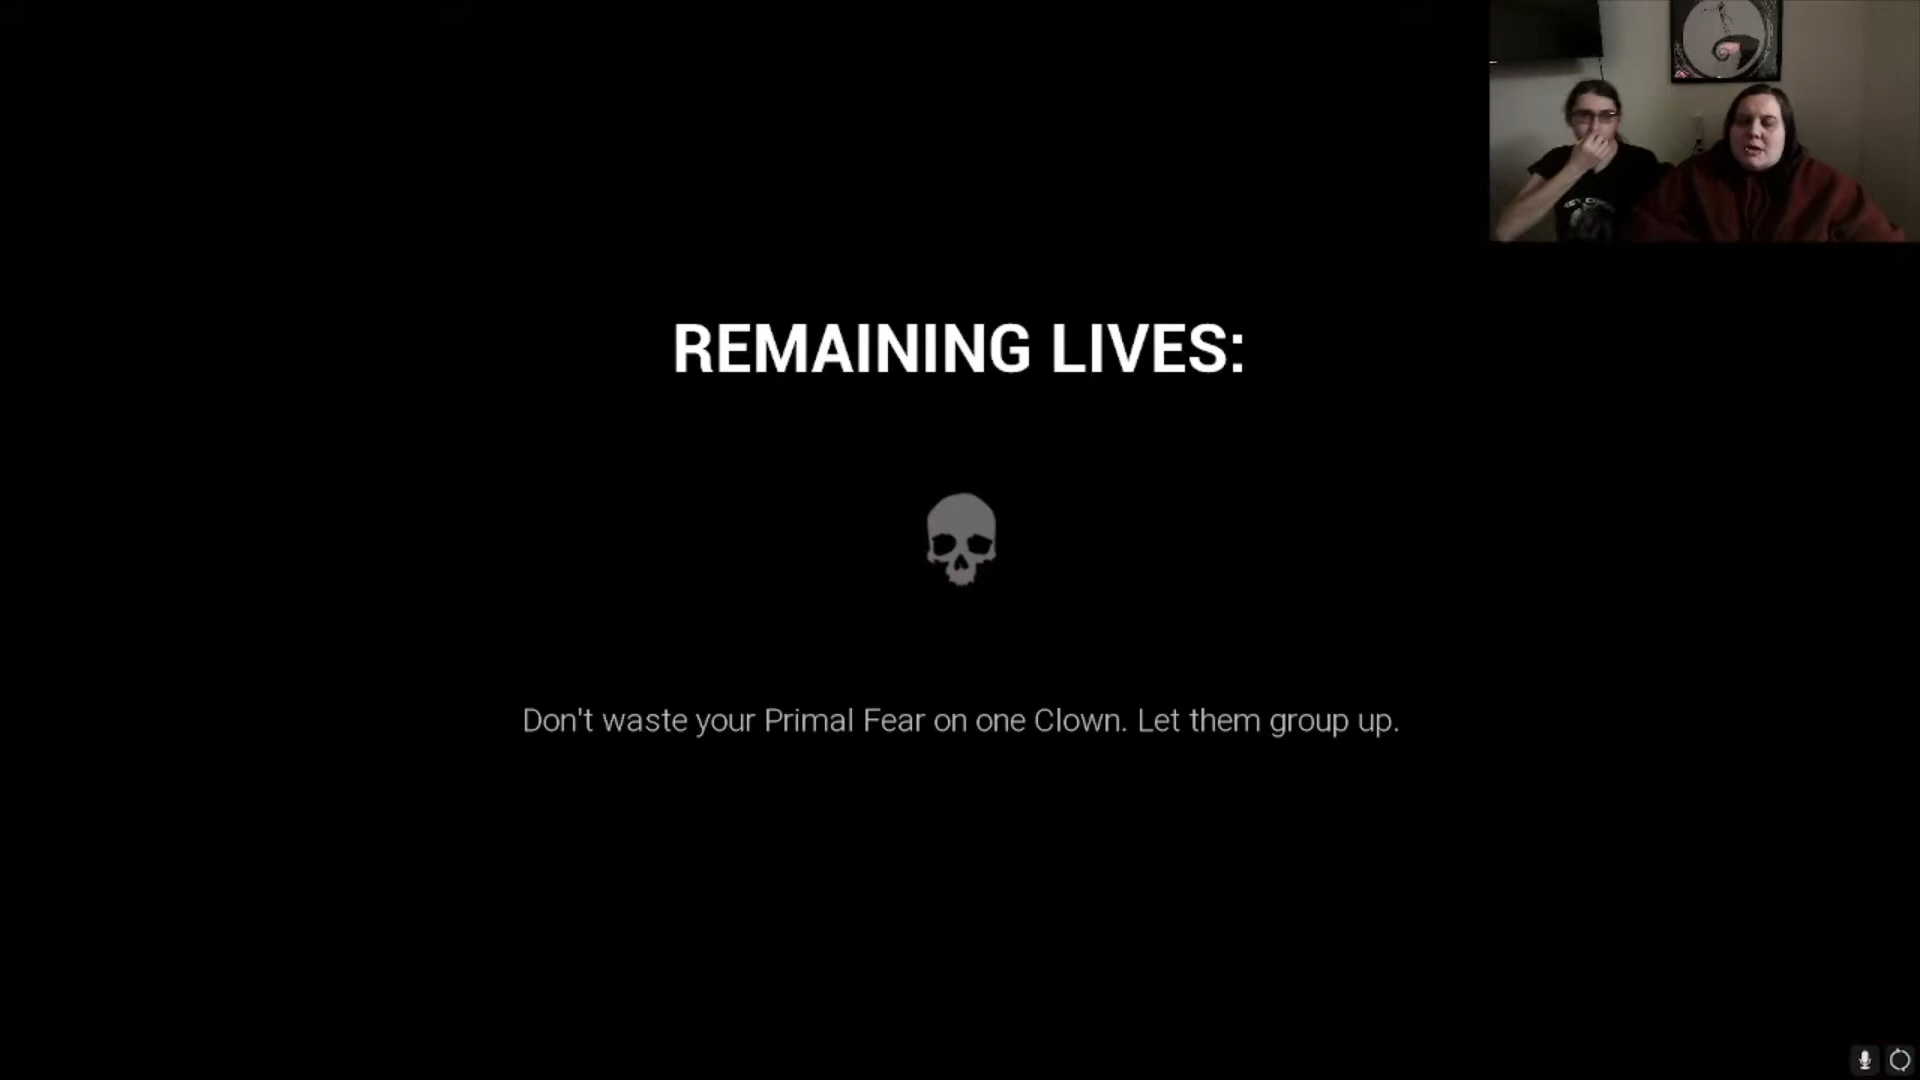 REMAINING LIVES:
Don't waste your Primal Fear on one Clown. Let them group up.